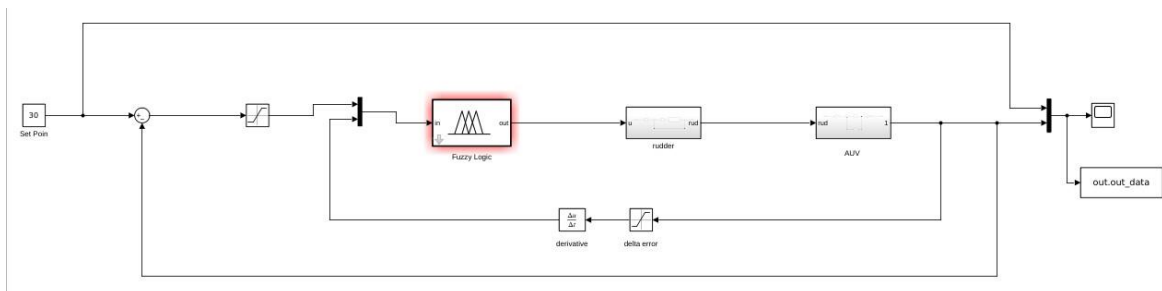 30
Set Poin
+
−
in
out
Fuzzy Logic
u
rud
rudder
rud
1
AUV
out.out_data
Δu
Δt
derivative
delta error